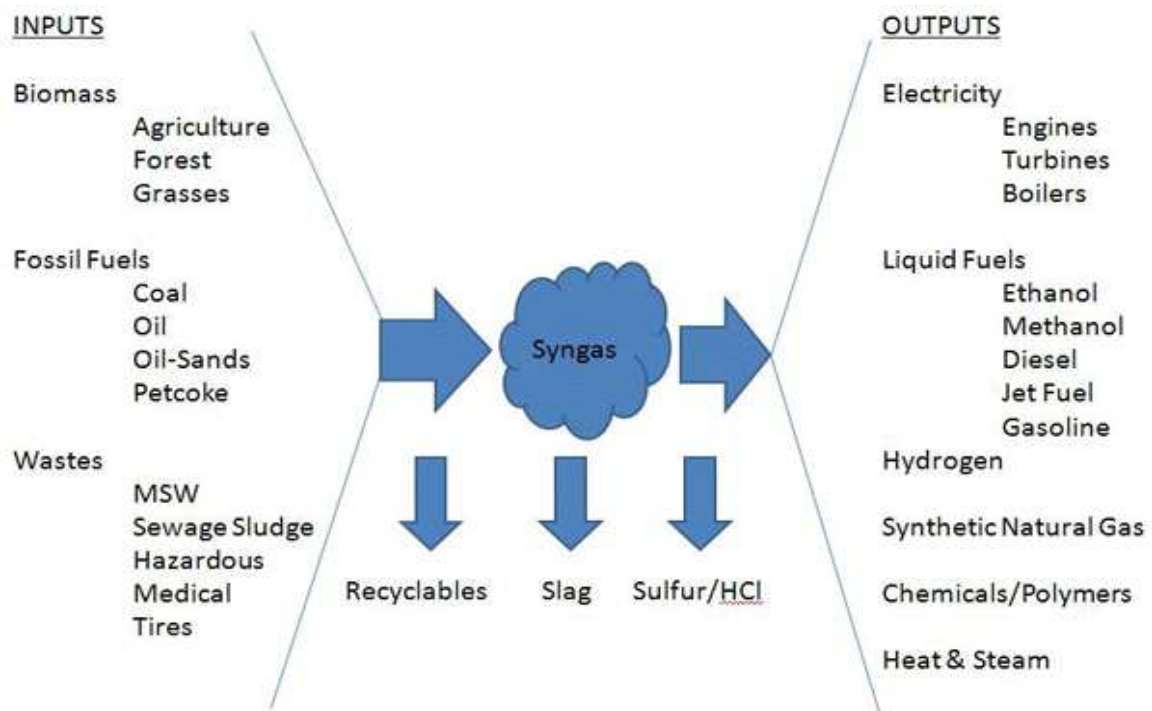 INPUTS
Biomass
Agriculture
Forest
Grasses
Fossil Fuels
Coal
Oil
Oil-Sands
Petcoke
Wastes
MSW
Sewage Sludge
Hazardous
Medical
Tires
Syngas
Recyclables
Slag
Sulfur/HCl
OUTPUTS
Electricity
Engines
Turbines
Boilers
Liquid Fuels
Ethanol
Methanol
Diesel
Jet Fuel
Gasoline
Hydrogen
Synthetic Natural Gas
Chemicals/Polymers
Heat & Steam